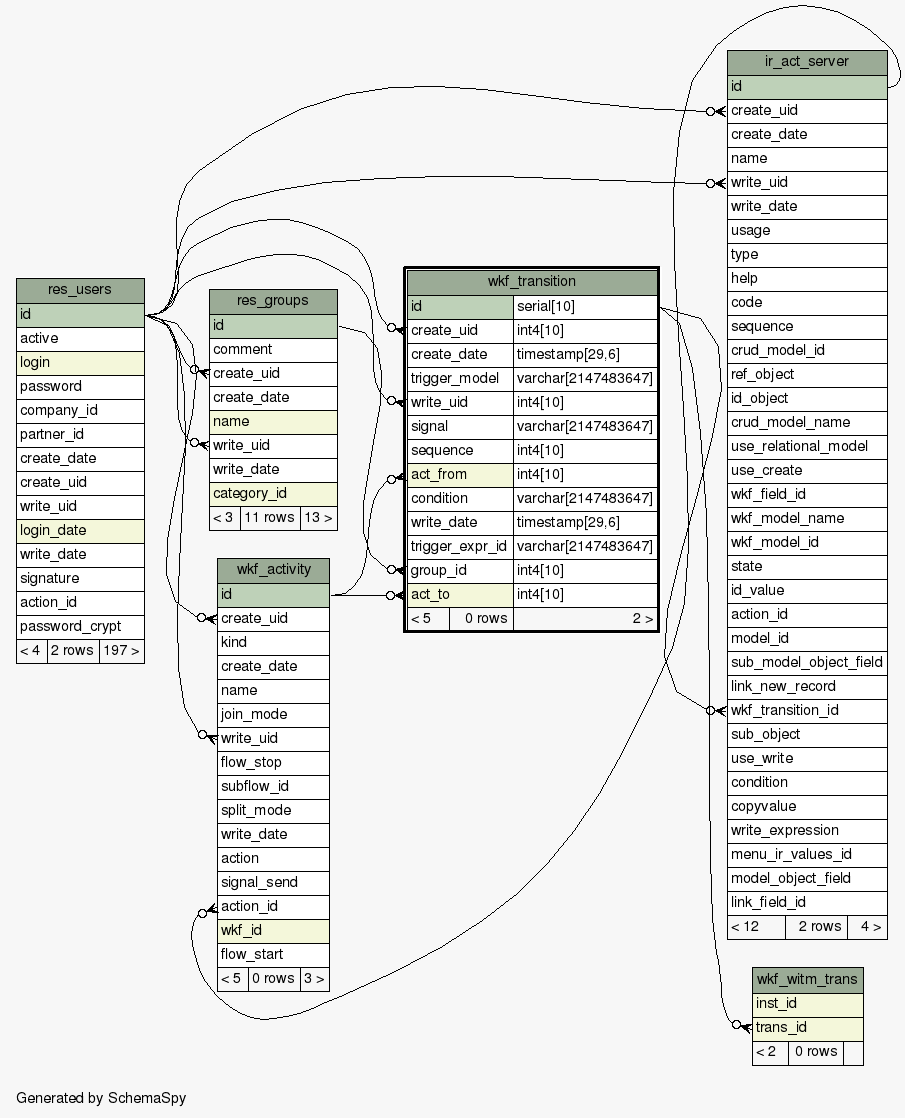 ir_act_server
id
create_uid
create_date
name
write_uid
write_date
usage
type
help
code
sequence
crud_model_id
ref_object
id_object
crud_model_name
use_relational_model
use_create
wkf_field_id
wkf_model_name
wkf_model_id
state
id_value
action_id
model_id
sub_model_object_field
link_new_record
wkf_transition_id
sub_object
use_write
condition
copyvalue
write_expression
menu_ir_values_id
model_object_field
link_field_id
< 12 2 rows 4 >
res_users
id
active
login
password
company_id
partner_id
create_date
create_uid
write_uid
login_date
write_date
signature
action_id
password_crypt
< 4 2 rows 197 >
res_groups
id
comment
create_uid
create_date
name
write_uid
write_date
category_id
< 3 11 rows 13 >
wkf_transition
id serial[10]
create_uid int4[10]
create_date timestamp[29,6]
trigger_model varchar[2147483647]
write_uid int4[10]
signal varchar[2147483647]
sequence int4[10]
act_from int4[10]
condition varchar[2147483647]
write_date timestamp[29,6]
trigger_expr_id varchar[2147483647]
group_id int4[10]
act_to int4[10]
< 5 0 rows 2 >
wkf_activity
id
create_uid
kind
create_date
name
join_mode
write_uid
flow_stop
subflow_id
split_mode
write_date
action
signal_send
action_id
wkf_id
flow_start
< 5 0 rows 3 >
wkf_witm_trans
inst_id
trans_id
< 2 0 rows
Generated by SchemaSpy